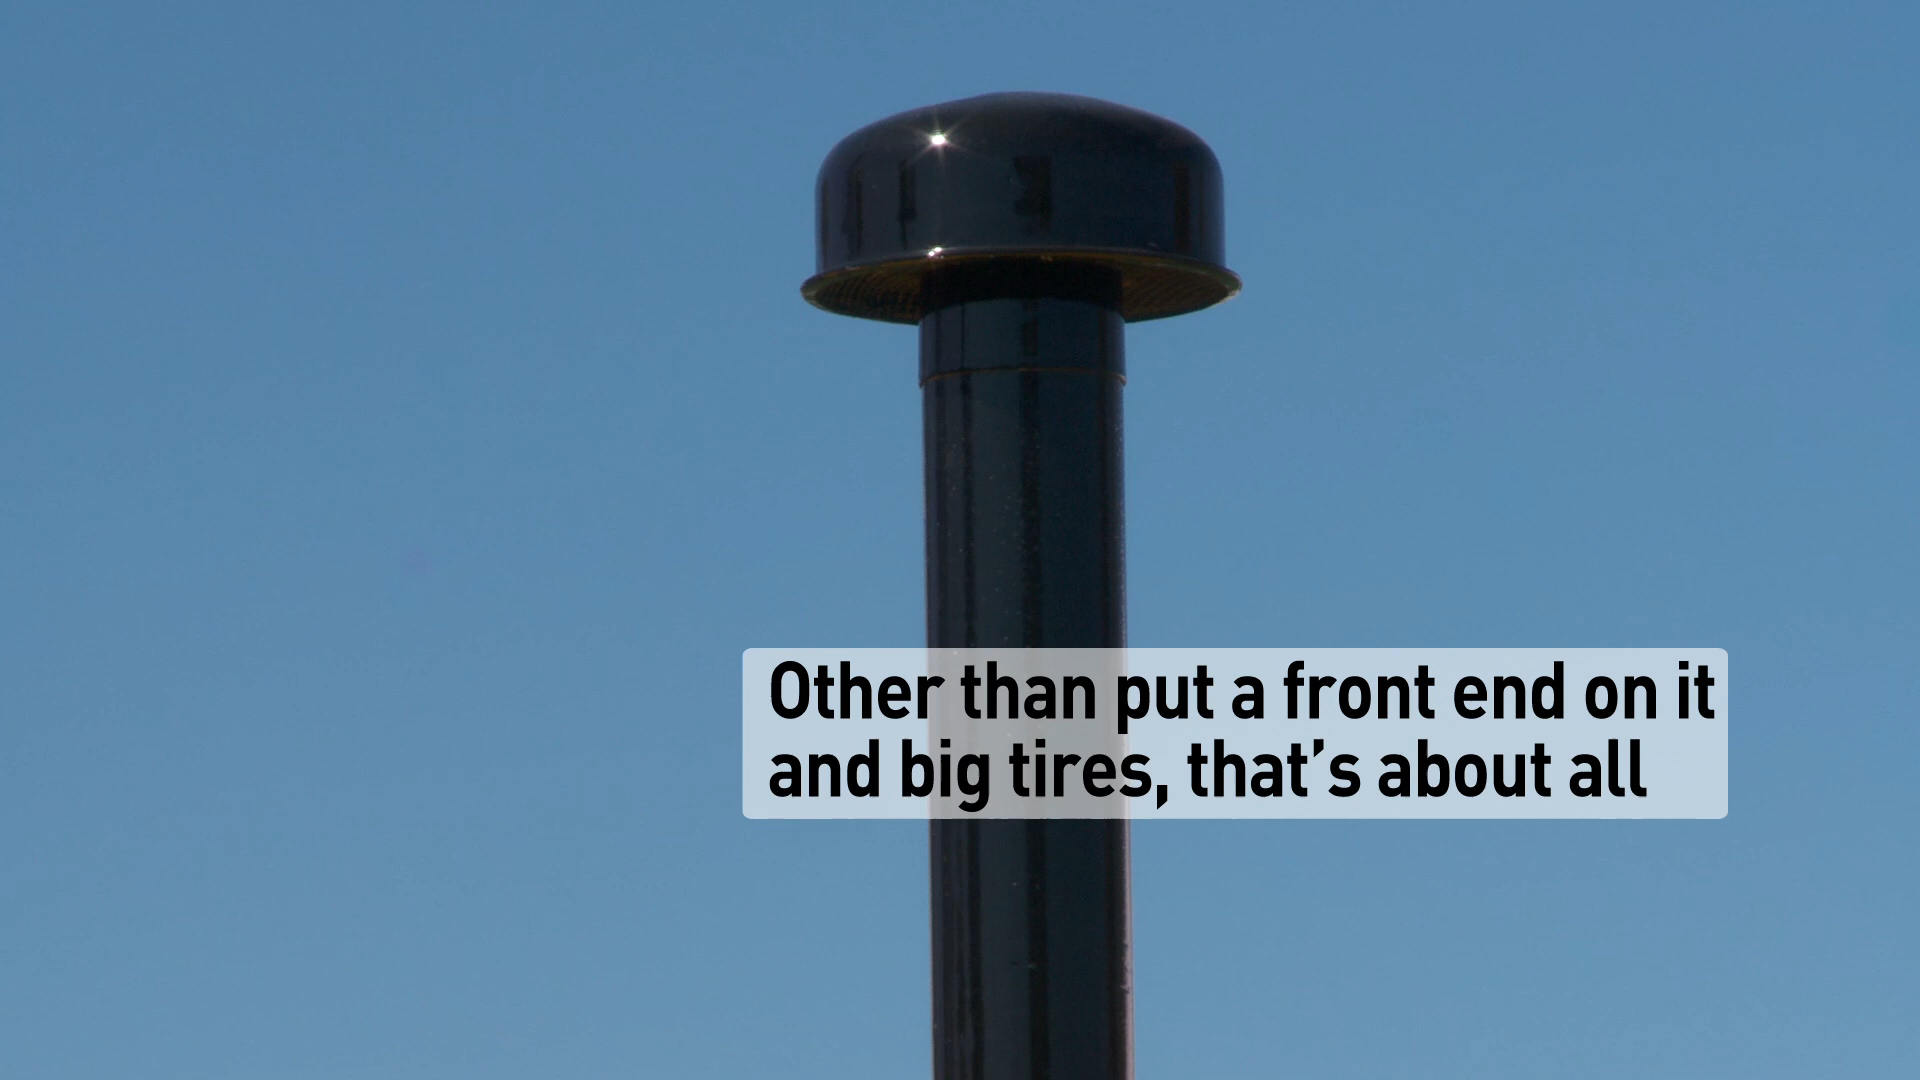 Other than put a front end on it
and big tires, that's about all